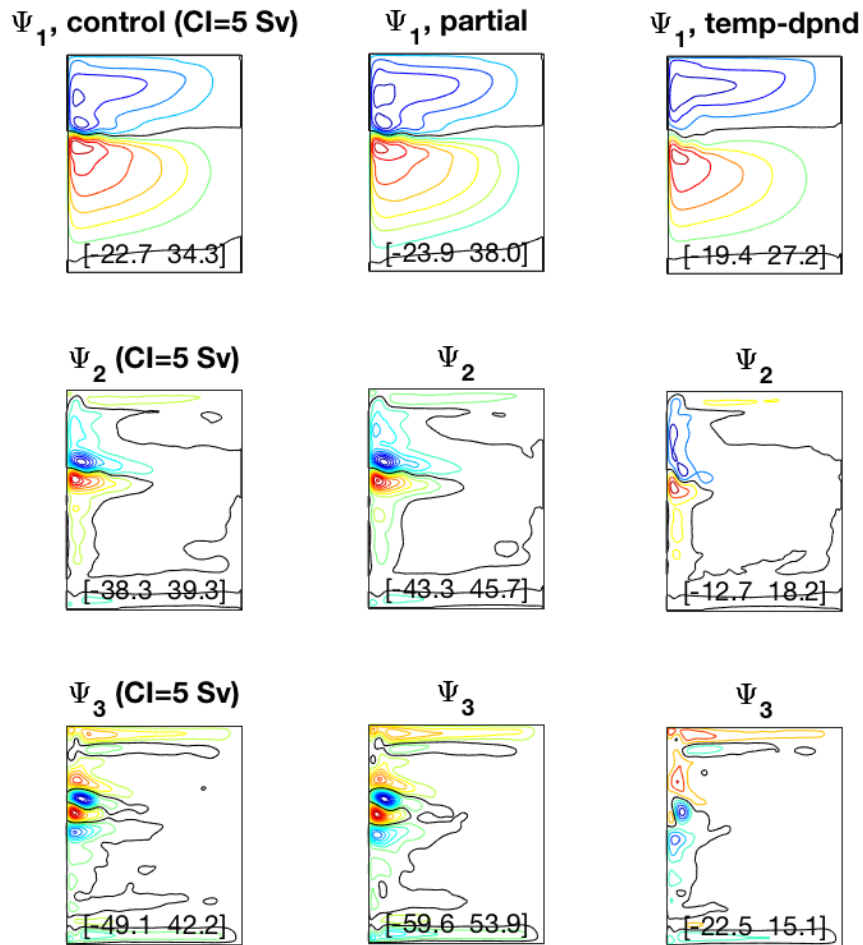 Ψ1, control (CI=5 Sv)
Ψ1, partial
Ψ1, temp-dpnd
[-22.7 34.3]
[-23.9 38.0]
[-19.4 27.2]
Ψ2 (CI=5 Sv)
Ψ2
Ψ2
[-38.3 39.3]
[-43.3 45.7]
[-12.7 18.2]
Ψ3 (CI=5 Sv)
Ψ3
Ψ3
[-49.1 42.2]
[-59.6 53.9]
[-22.5 15.1]